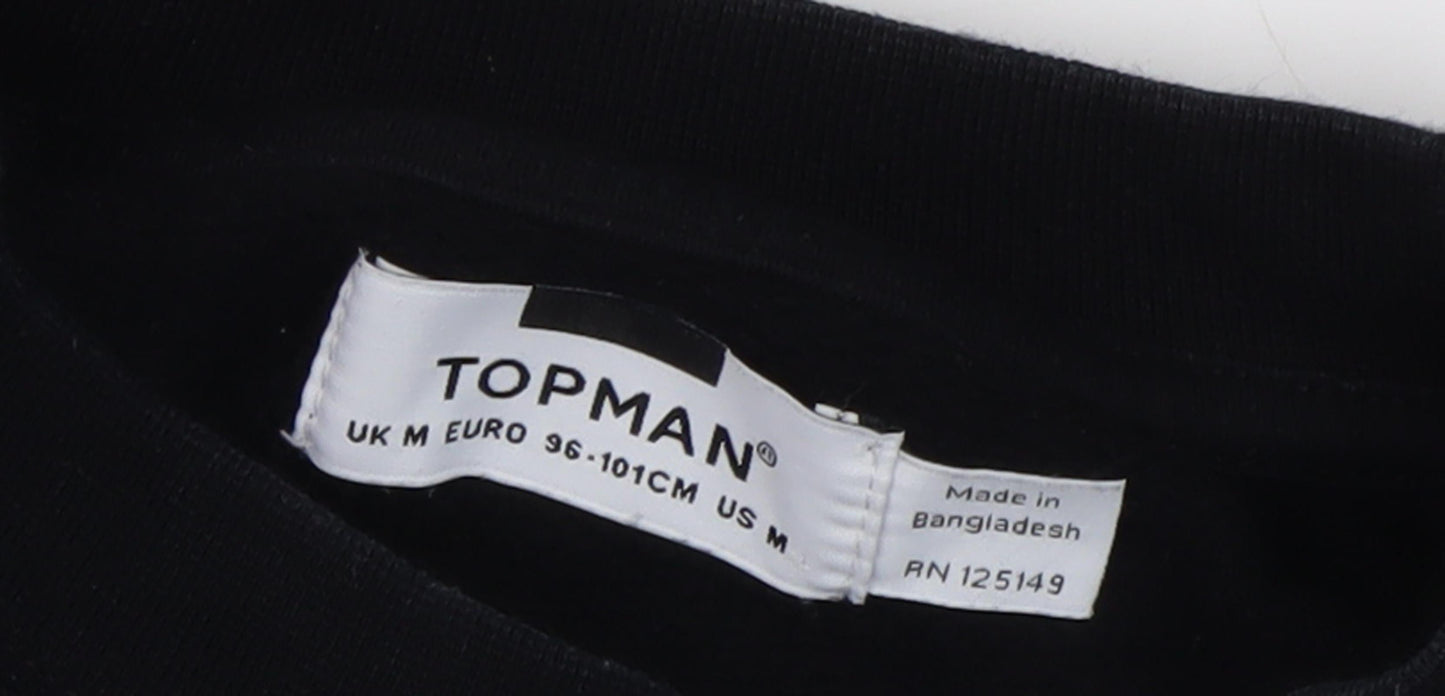 TOPMAN®
UK M EURO 96-101CM US M
Made in
Bangladesh
RN 125149